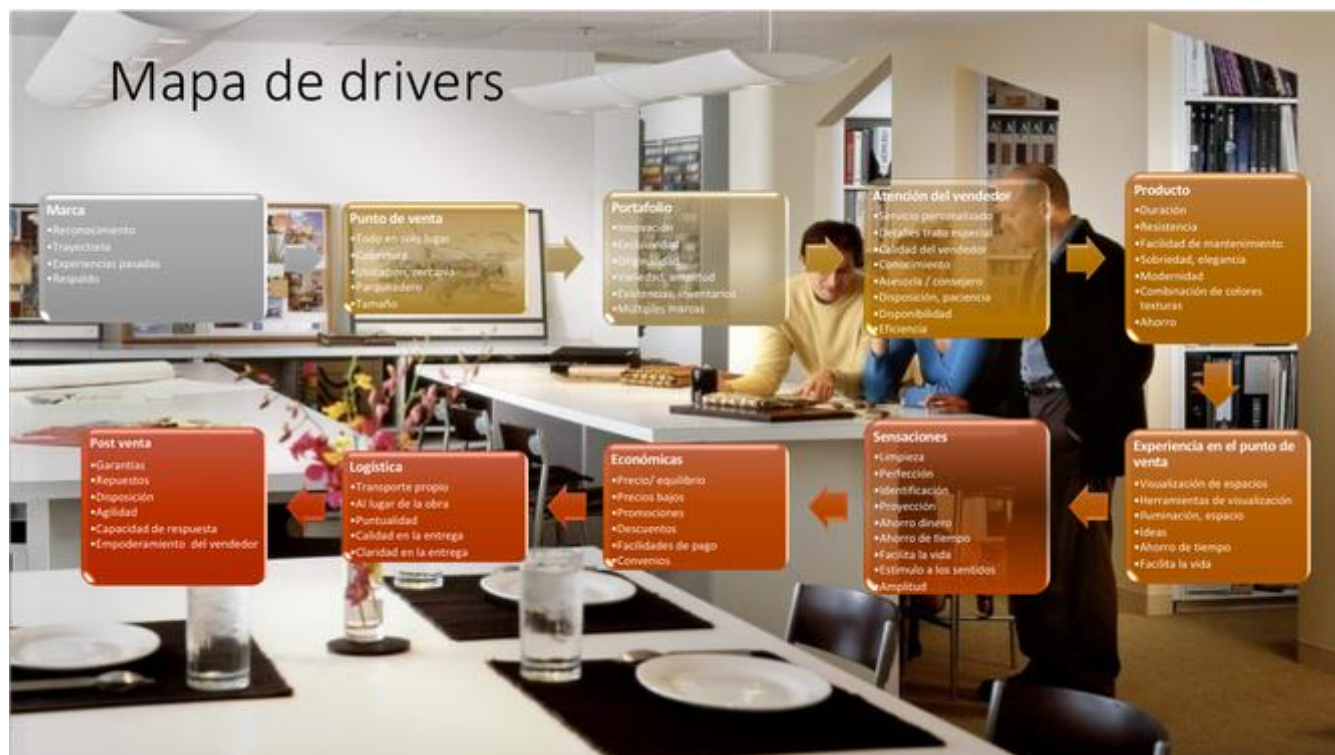 Mapa de drivers
Marca
•Reconocimiento
•Trayectoria
•Experiencias pasadas
•Respaldo
Punto de venta
•Todo en solo lugar
•Cobertura
•Ubicación, cercanía
•Parqueadero
•Tamaño
Portafolio
•Innovación
•Exclusividad
•Originalidad
•Variedad, amplitud
•Existencias, inventarios
•Múltiples marcas
Atención del vendedor
•Servicio personalizado
•Detalles trato especial
•Calidad del vendedor
•Conocimiento
•Asesoría / consejero
•Disposición, paciencia
•Disponibilidad
•Eficiencia
Producto
•Duración
•Resistencia
•Facilidad de mantenimiento
•Sobriedad, elegancia
•Modernidad
•Combinación de colores
texturas
•Ahorro
Experiencia en el punto de
venta
•Visualización de espacios
•Herramientas de visualización
•Iluminación, espacio
•Ideas
•Ahorro de tiempo
•Facilita la vida
Sensaciones
•Limpieza
•Perfección
•Identificación
•Proyección
•Ahorro dinero
•Ahorro de tiempo
•Facilita la vida
•Estimulo a los sentidos
•Amplitud
Económicas
•Precio/ equilibrio
•Precios bajos
•Promociones
•Descuentos
•Facilidades de pago
•Convenios
Logística
•Transporte propio
•Al lugar de la obra
•Puntualidad
•Calidad en la entrega
•Claridad en la entrega
Post venta
•Garantías
•Repuestos
•Disposición
•Agilidad
•Capacidad de respuesta
•Empoderamiento del vendedor